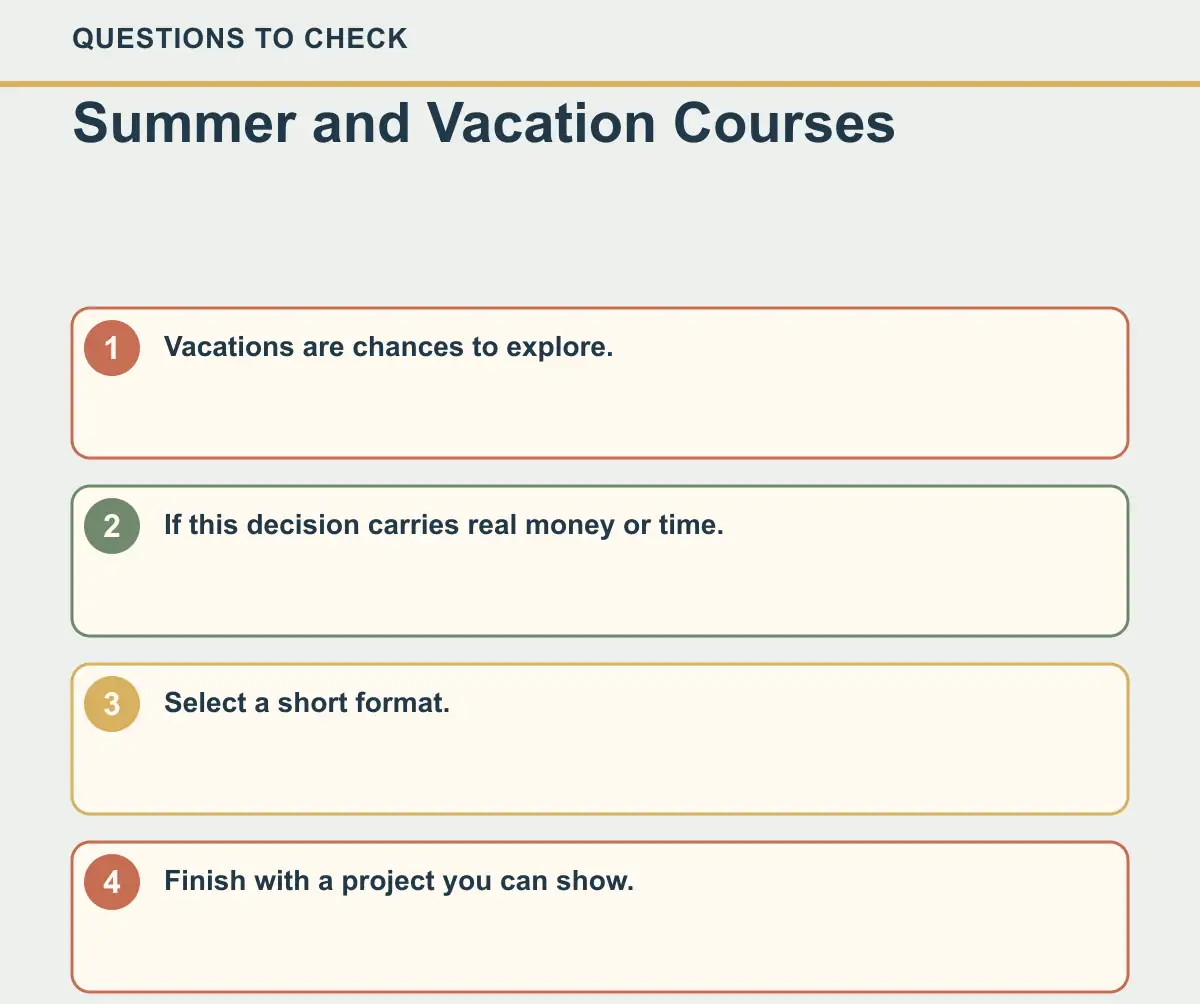 QUESTIONS TO CHECK
Summer and Vacation Courses
1 Vacations are chances to explore.
2 If this decision carries real money or time.
3 Select a short format.
4 Finish with a project you can show.